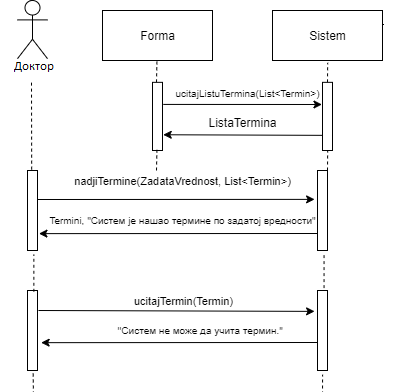 Forma
Sistem
Доктор
ucitajListuTermina(List<Termin>)
ListaTermina
nadjiTermine(ZadataVrednost, List<Termin>)
Termini, "Систем је нашао термине по задатој вредности"
ucitajTermin(Termin)
"Систем не може да учита термин."